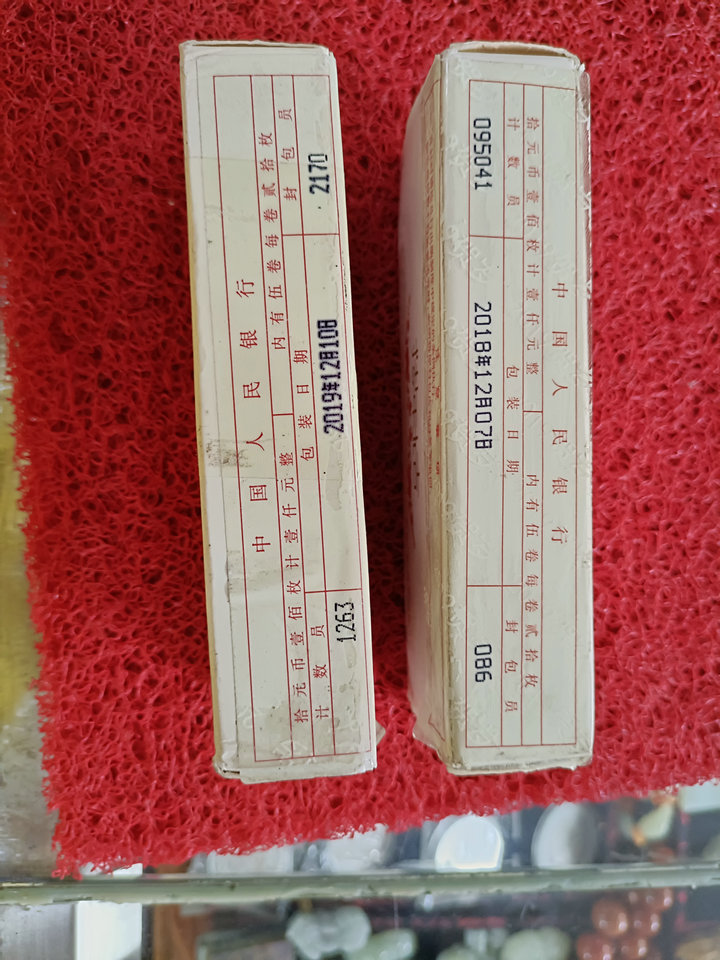 中国人民银行
拾元币壹佰枚计壹仟元整 内有伍卷每卷贰拾枚
计数员 包装日期 封包员
1263 2019年12月10日 2170
中国人民银行
拾元币壹佰枚计壹仟元整 内有伍卷每卷贰拾枚
计数员 包装日期 封包员
095041 2018年12月07日 086